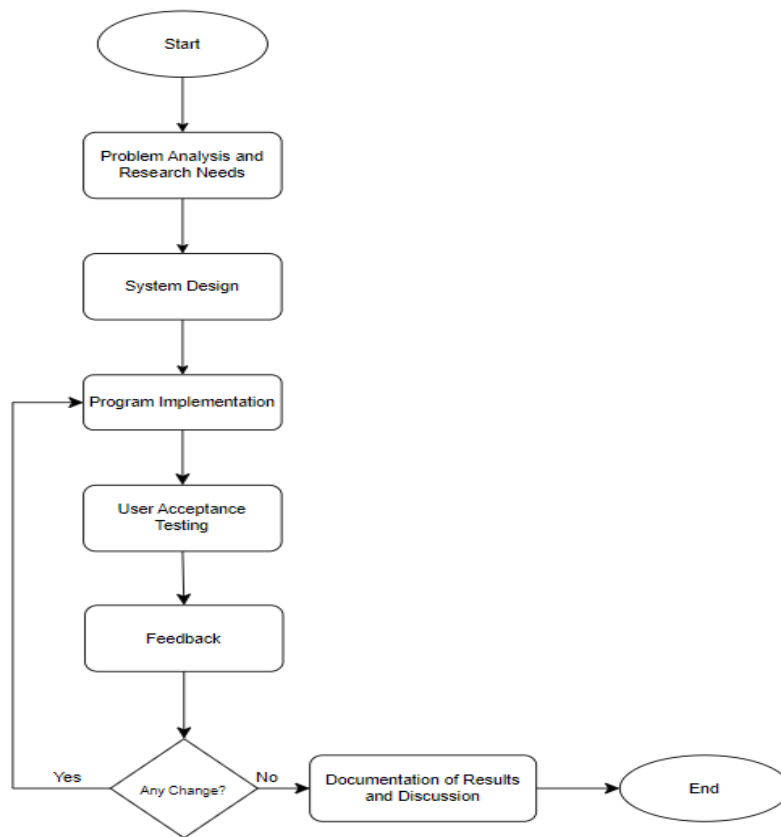 Start
Problem Analysis and
Research Needs
System Design
Program Implementation
User Acceptance
Testing
Feedback
Any Change?
Yes
No
Documentation of Results
and Discussion
End